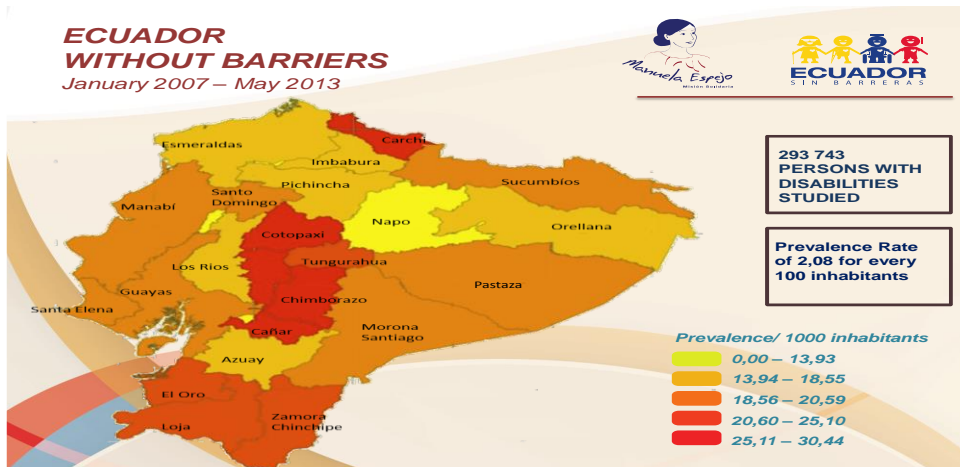 ECUADOR
WITHOUT BARRIERS
January 2007 – May 2013
Manuela Espejo
Misión Solidaria
ECUADOR
SIN BARRERAS
293 743
PERSONS WITH
DISABILITIES
STUDIED
Prevalence Rate
of 2,08 for every
100 inhabitants
Carchi
Esmeraldas
Imbabura
Pichincha
Sucumbíos
Santo
Domingo
Manabí
Napo
Orellana
Cotopaxi
Los Rios
Tungurahua
Pastaza
Guayas
Chimborazo
Santa Elena
Cañar
Morona
Santiago
Azuay
El Oro
Loja
Zamora
Chinchipe
Prevalence/ 1000 inhabitants
0,00 – 13,93
13,94 – 18,55
18,56 – 20,59
20,60 – 25,10
25,11 – 30,44